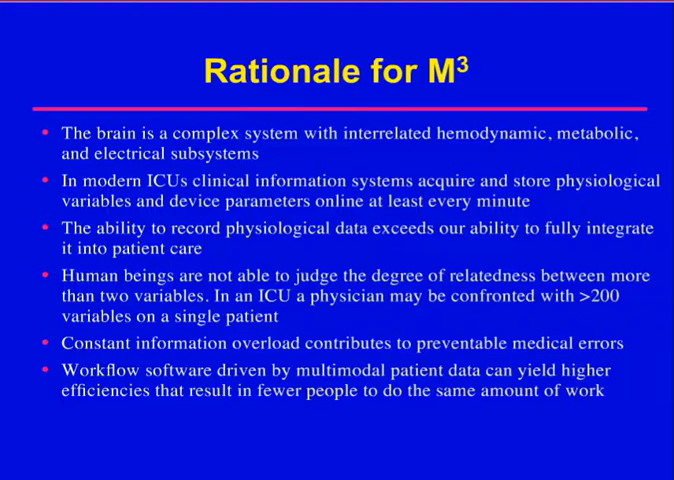 Rationale for M³
• The brain is a complex system with interrelated hemodynamic, metabolic,
and electrical subsystems
• In modern ICUs clinical information systems acquire and store physiological
variables and device parameters online at least every minute
• The ability to record physiological data exceeds our ability to fully integrate
it into patient care
• Human beings are not able to judge the degree of relatedness between more
than two variables. In an ICU a physician may be confronted with >200
variables on a single patient
• Constant information overload contributes to preventable medical errors
• Workflow software driven by multimodal patient data can yield higher
efficiencies that result in fewer people to do the same amount of work